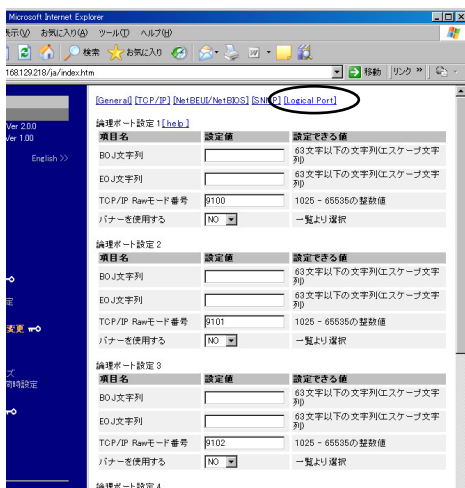 Microsoft Internet Explorer
表示(V) お気に入り(A) ツール(T) ヘルプ(H)
検索 お気に入り
168.129.218/ja/index.htm 移動 リンク »
[General] [TCP/IP] [NetBEUI/NetBIOS] [SNMP] [Logical Port]
Ver 2.0.0
Ver 1.00
English >>
論理ポート設定 1 [help]
項目名 設定値 設定できる値
BOJ文字列 63文字以下の文字列(エスケープ文字列)
EOJ文字列 63文字以下の文字列(エスケープ文字列)
TCP/IP Rawモード番号 9100 1025 - 65535の整数値
バナーを使用する NO 一覧より選択
論理ポート設定 2
項目名 設定値 設定できる値
BOJ文字列 63文字以下の文字列(エスケープ文字列)
EOJ文字列 63文字以下の文字列(エスケープ文字列)
定
TCP/IP Rawモード番号 9101 1025 - 65535の整数値
変更
バナーを使用する NO 一覧より選択
論理ポート設定 3
項目名 設定値 設定できる値
ズ
同時設定
BOJ文字列 63文字以下の文字列(エスケープ文字列)
EOJ文字列 63文字以下の文字列(エスケープ文字列)
TCP/IP Rawモード番号 9102 1025 - 65535の整数値
バナーを使用する NO 一覧より選択
論理ポート設定 4